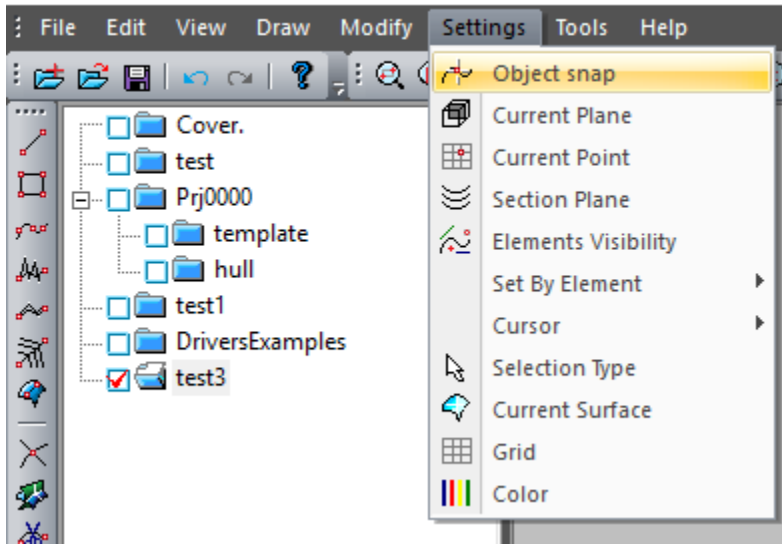 File Edit View Draw Modify Settings Tools Help
Cover.
test
Prj0000
template
hull
test1
DriversExamples
test3
Object snap
Current Plane
Current Point
Section Plane
Elements Visibility
Set By Element
Cursor
Selection Type
Current Surface
Grid
Color